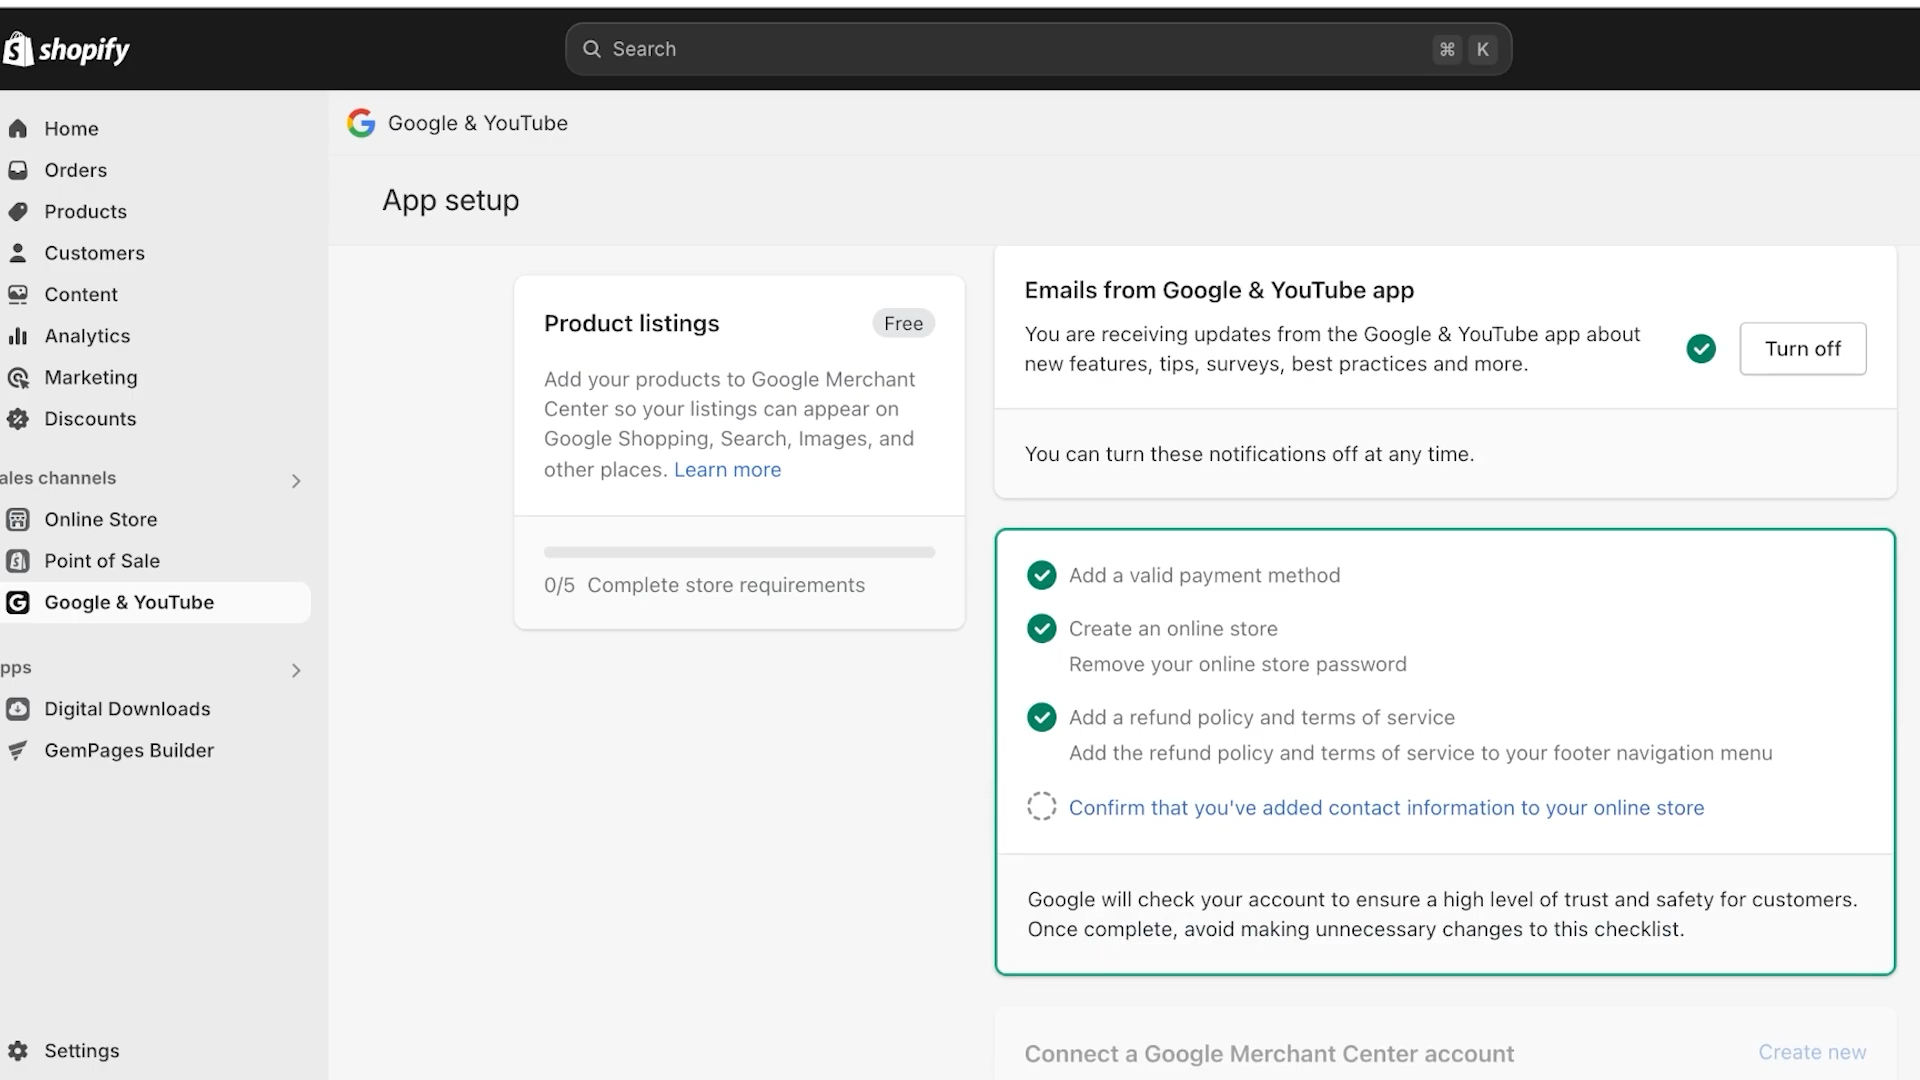 shopify
Search
⌘ K
Home
Orders
Products
Customers
Content
Analytics
Marketing
Discounts
ales channels
Online Store
Point of Sale
Google & YouTube
pps
Digital Downloads
GemPages Builder
Settings
Google & YouTube
App setup
Product listings
Free
Add your products to Google Merchant
Center so your listings can appear on
Google Shopping, Search, Images, and
other places. Learn more
0/5 Complete store requirements
Emails from Google & YouTube app
You are receiving updates from the Google & YouTube app about
new features, tips, surveys, best practices and more.
Turn off
You can turn these notifications off at any time.
Add a valid payment method
Create an online store
Remove your online store password
Add a refund policy and terms of service
Add the refund policy and terms of service to your footer navigation menu
Confirm that you've added contact information to your online store
Google will check your account to ensure a high level of trust and safety for customers.
Once complete, avoid making unnecessary changes to this checklist.
Connect a Google Merchant Center account
Create new